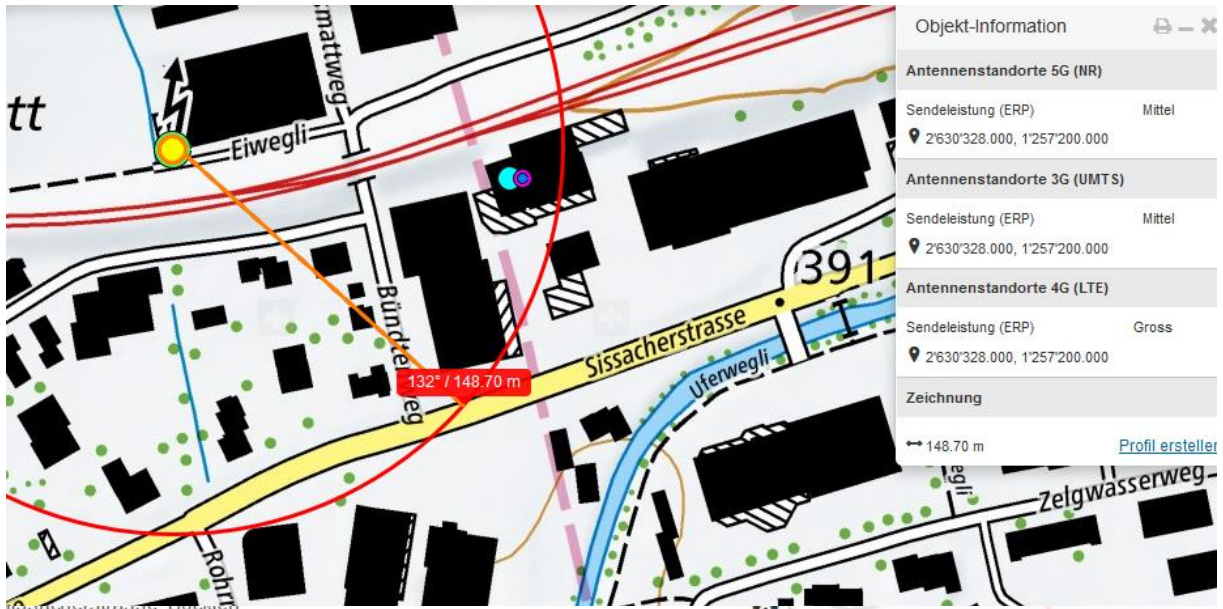 Objekt-Information
Antennenstandorte 5G (NR)
Sendeleistung (ERP) Mittel
2'630'328.000, 1'257'200.000
Antennenstandorte 3G (UMTS)
Sendeleistung (ERP) Mittel
2'630'328.000, 1'257'200.000
Antennenstandorte 4G (LTE)
Sendeleistung (ERP) Gross
2'630'328.000, 1'257'200.000
Zeichnung
148.70 m Profil erstellen
tt
smattweg
Eiwegli
391
Bündtenweg
Sissacherstrasse
132° / 148.70 m
Uferwegli
egli
Zelgwasserweg
Rohr